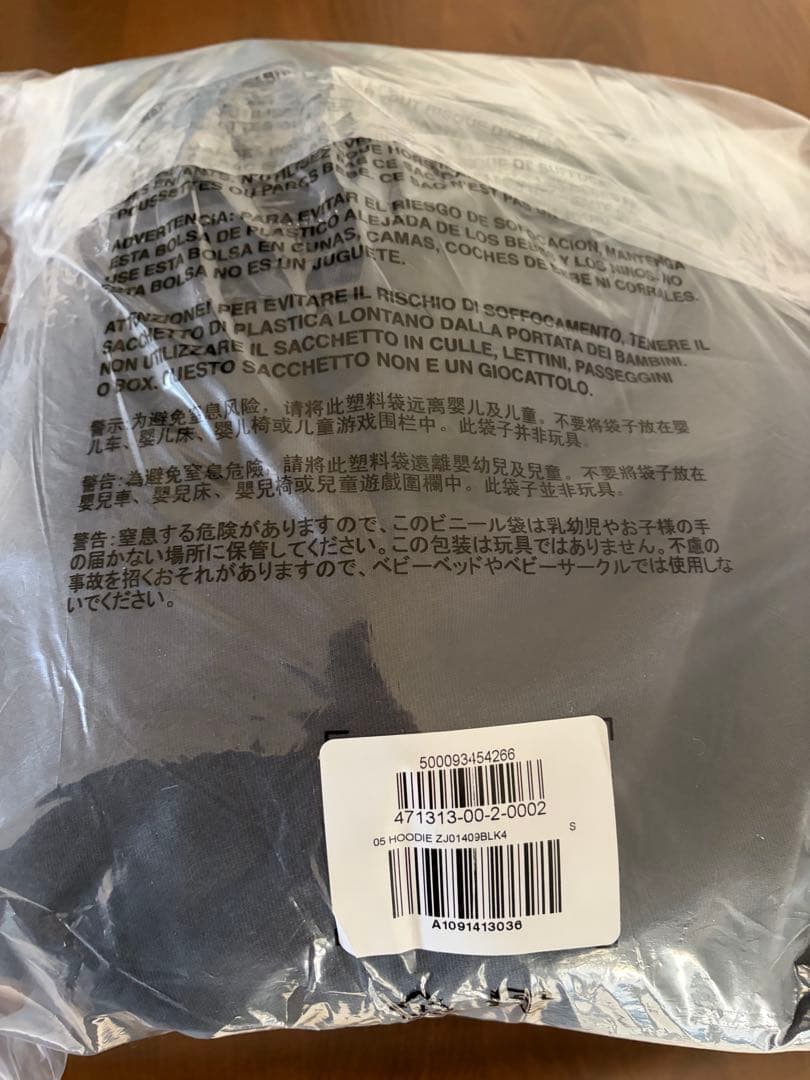 POUSSETTES OU PARCS BEBE. CE SAC N'EST PAS UN
ADVERTENCIA: PARA EVITAR EL RIESGO DE SOFOCACION, MANTENGA
ESTA BOLSA DE PLASTICO ALEJADA DE LOS BEBES Y LOS NINOS. NO
USE ESTA BOLSA EN CUNAS, CAMAS, COCHES DE BEBE NI CORRALES.
ESTA BOLSA NO ES UN JUGUETE.
ATTENZIONE! PER EVITARE IL RISCHIO DI SOFFOCAMENTO, TENERE IL
SACCHETTO DI PLASTICA LONTANO DALLA PORTATA DEI BAMBINI.
NON UTILIZZARE IL SACCHETTO IN CULLE, LETTINI, PASSEGGINI
O BOX. QUESTO SACCHETTO NON E UN GIOCATTOLO.
警示:为避免窒息风险，请将此塑料袋远离婴儿及儿童。不要将袋子放在婴
儿车、婴儿床、婴儿椅或儿童游戏围栏中。此袋子并非玩具。
警告:為避免窒息危險，請將此塑料袋遠離嬰幼兒及兒童。不要將袋子放在
嬰兒車、嬰兒床、嬰兒椅或兒童遊戲圍欄中。此袋子並非玩具。
警告:窒息する危険がありますので、このビニール袋は乳幼児やお子様の手
の届かない場所に保管してください。この包装は玩具ではありません。不慮の
事故を招くおそれがありますので、ベビーベッドやベビーサークルでは使用しな
いでください。
500093454266
471313-00-2-0002
05 HOODIE ZJ01409BLK4 S
A1091413036